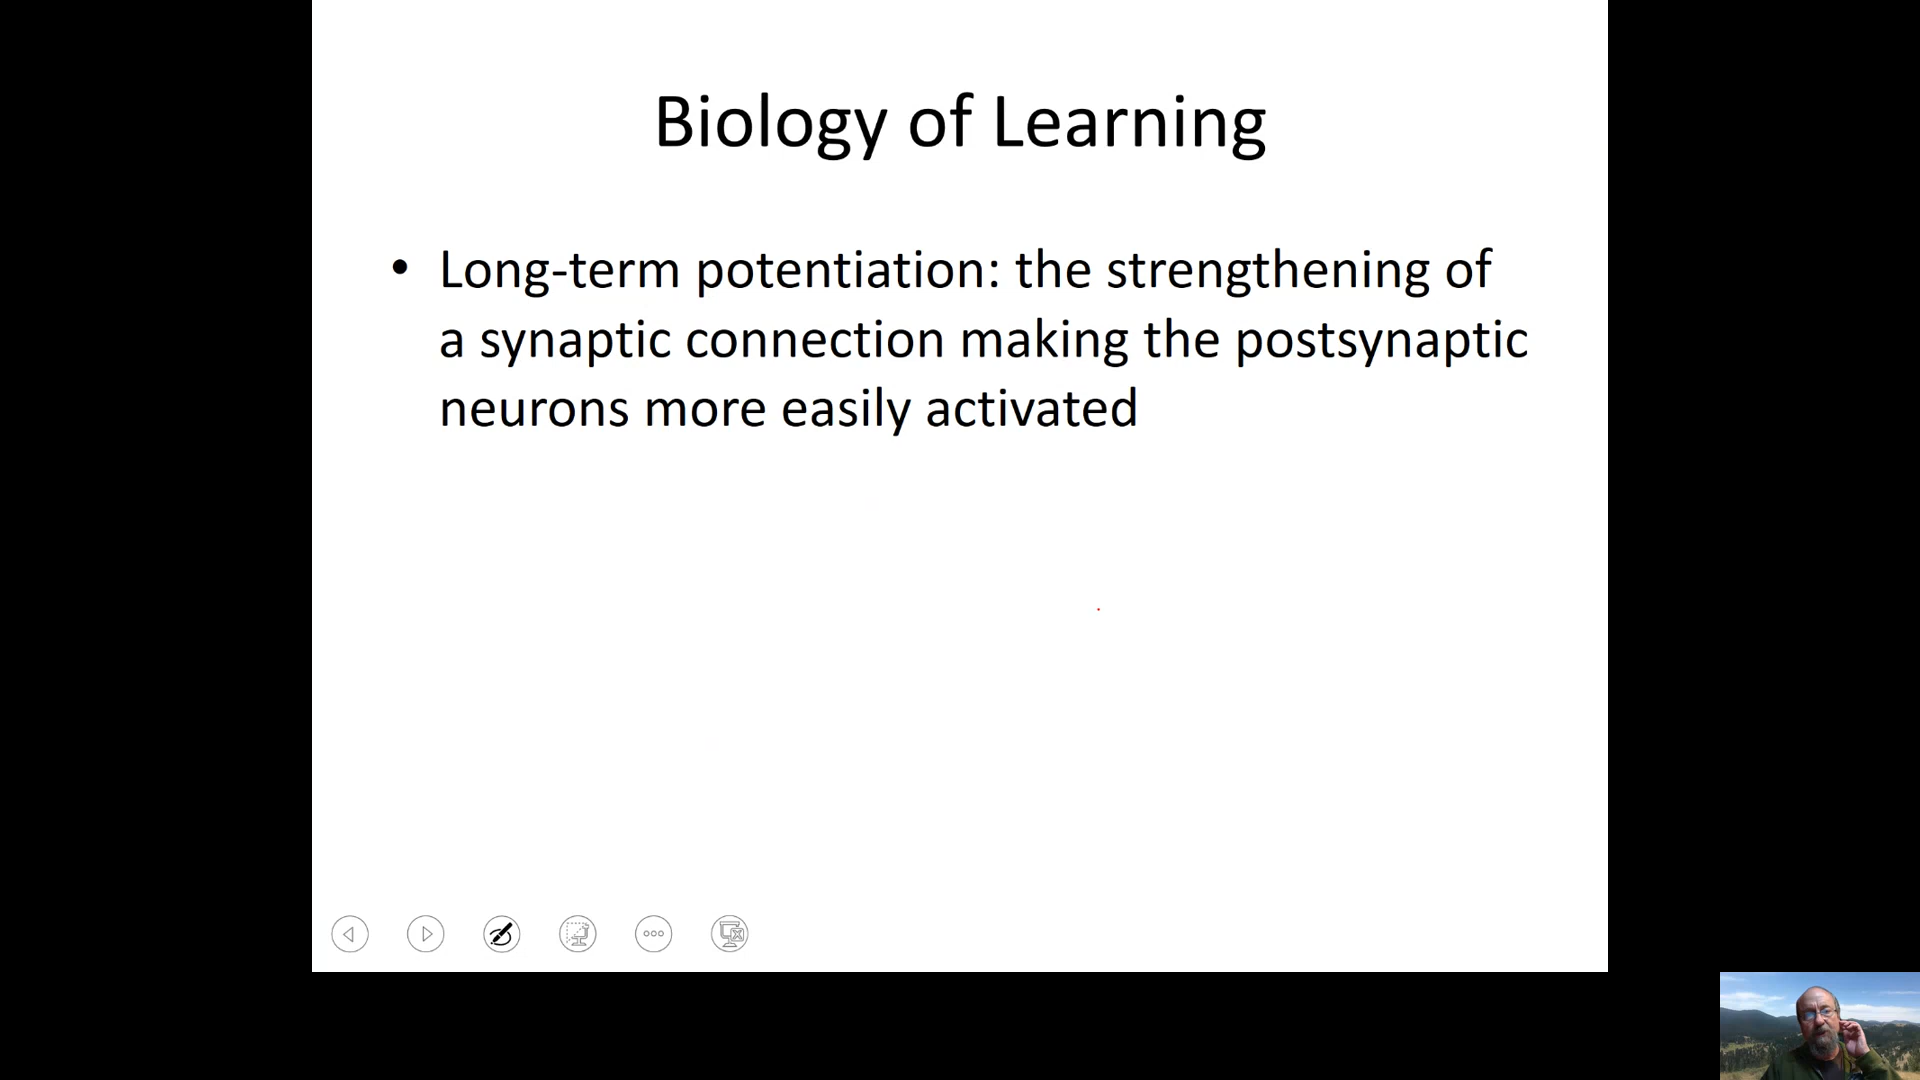 Biology of Learning
• Long-term potentiation: the strengthening of
a synaptic connection making the postsynaptic
neurons more easily activated